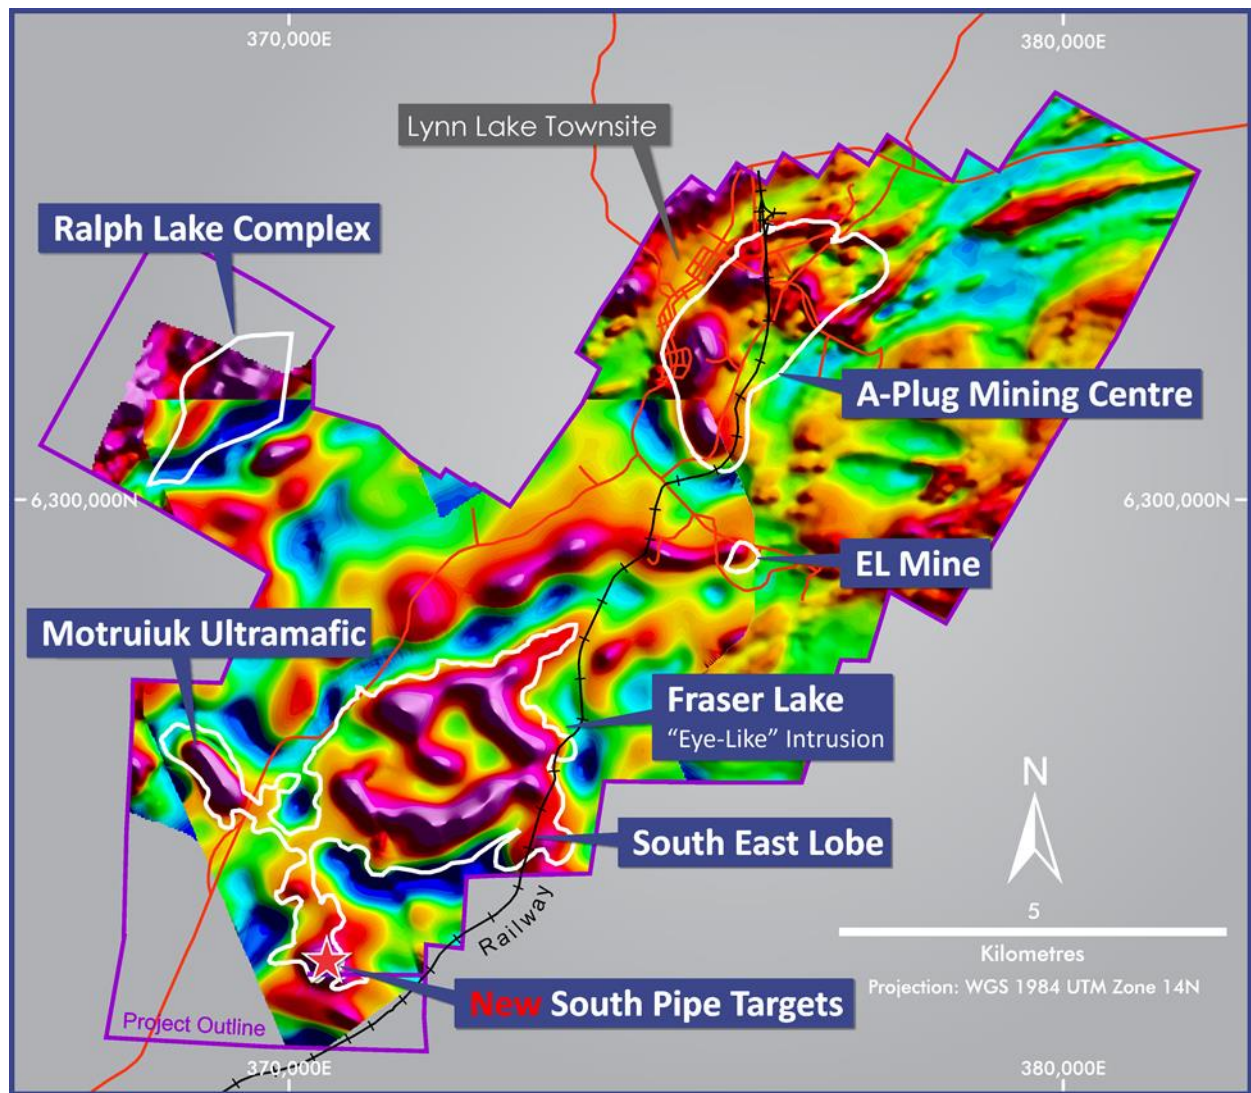 370,000E
380,000E
Lynn Lake Townsite
Ralph Lake Complex
A-Plug Mining Centre
6,300,000N
6,300,000N
EL Mine
Motruiuk Ultramafic
Fraser Lake
“Eye-Like” Intrusion
N
South East Lobe
5
Kilometres
Railway
Projection: WGS 1984 UTM Zone 14N
New South Pipe Targets
Project Outline
370,000E
380,000E